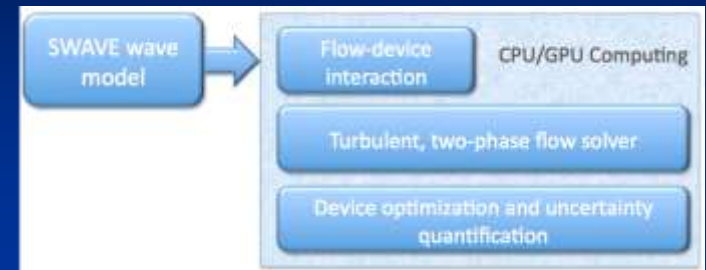 SWAVE wave
model
Flow-device
interaction
CPU/GPU Computing
Turbulent, two-phase flow solver
Device optimization and uncertainty
quantification